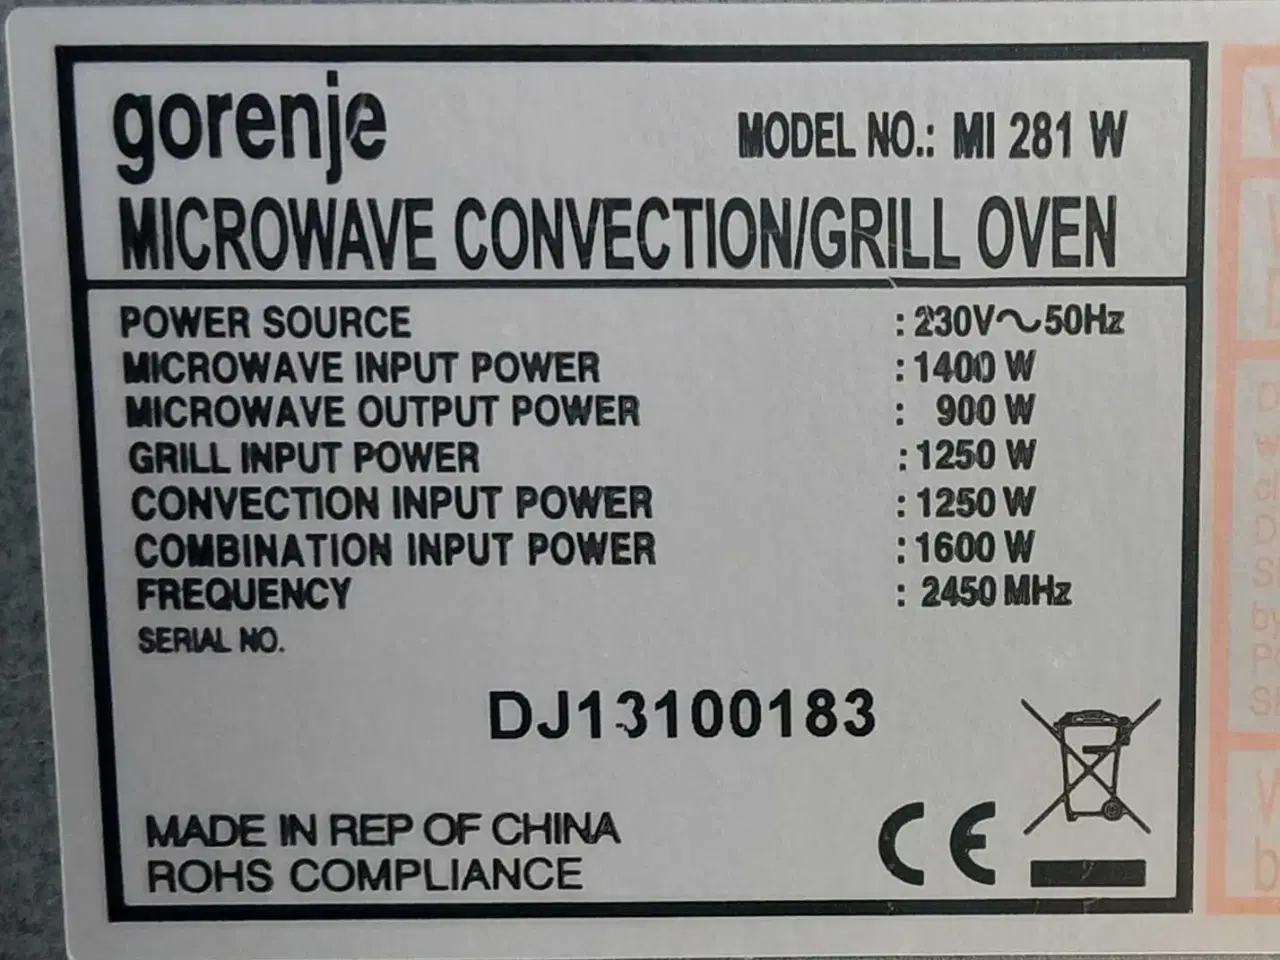 gorenje
MODEL NO.: MI 281 W
MICROWAVE CONVECTION/GRILL OVEN
POWER SOURCE : 230V~50Hz
MICROWAVE INPUT POWER : 1400 W
MICROWAVE OUTPUT POWER : 900 W
GRILL INPUT POWER : 1250 W
CONVECTION INPUT POWER : 1250 W
COMBINATION INPUT POWER : 1600 W
FREQUENCY : 2450 MHz
SERIAL NO.
DJ13100183
MADE IN REP OF CHINA
ROHS COMPLIANCE
CE